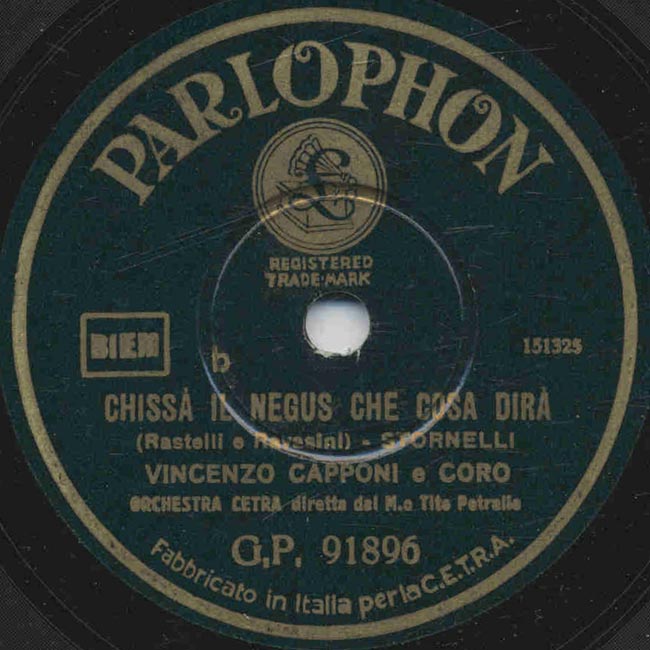 PARLOPHON
£
REGISTERED
TRADE·MARK
BIEM
151325
b
CHISSÀ IL NEGUS CHE COSA DIRÀ
(Rastelli e Ravasini) - STORNELLI
VINCENZO CAPPONI e CORO
ORCHESTRA CETRA diretta dal M.o Tito Petralia
G.P. 91896
Fabbricato in Italia per la C.E.T.R.A.